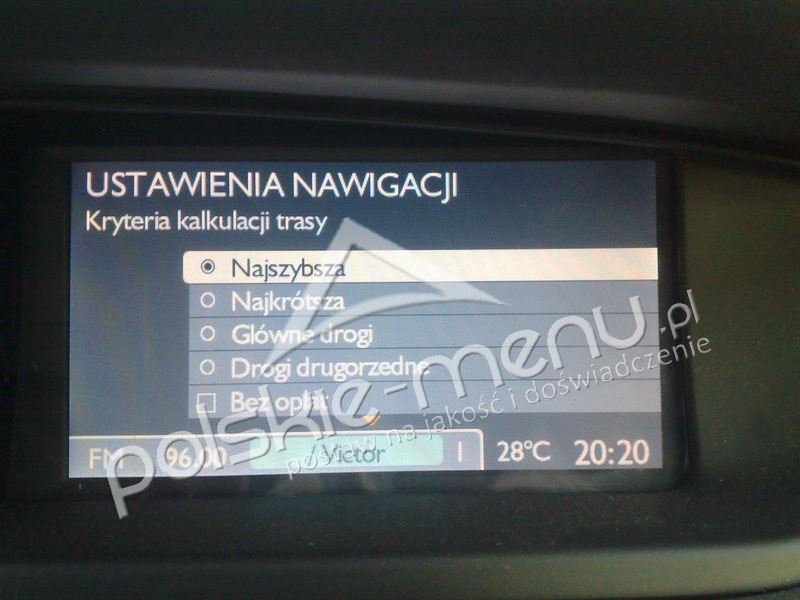 USTAWIENIA NAWIGACJI
Kryteria kalkulacji trasy
Najszybsza
Najkrótsza
Główne drogi
Drogi drugorzedne
Bez opłat
FM 96.00 Victor 1 28°C 20:20
polskie-menu.pl
postaw na jakość i doświadczenie